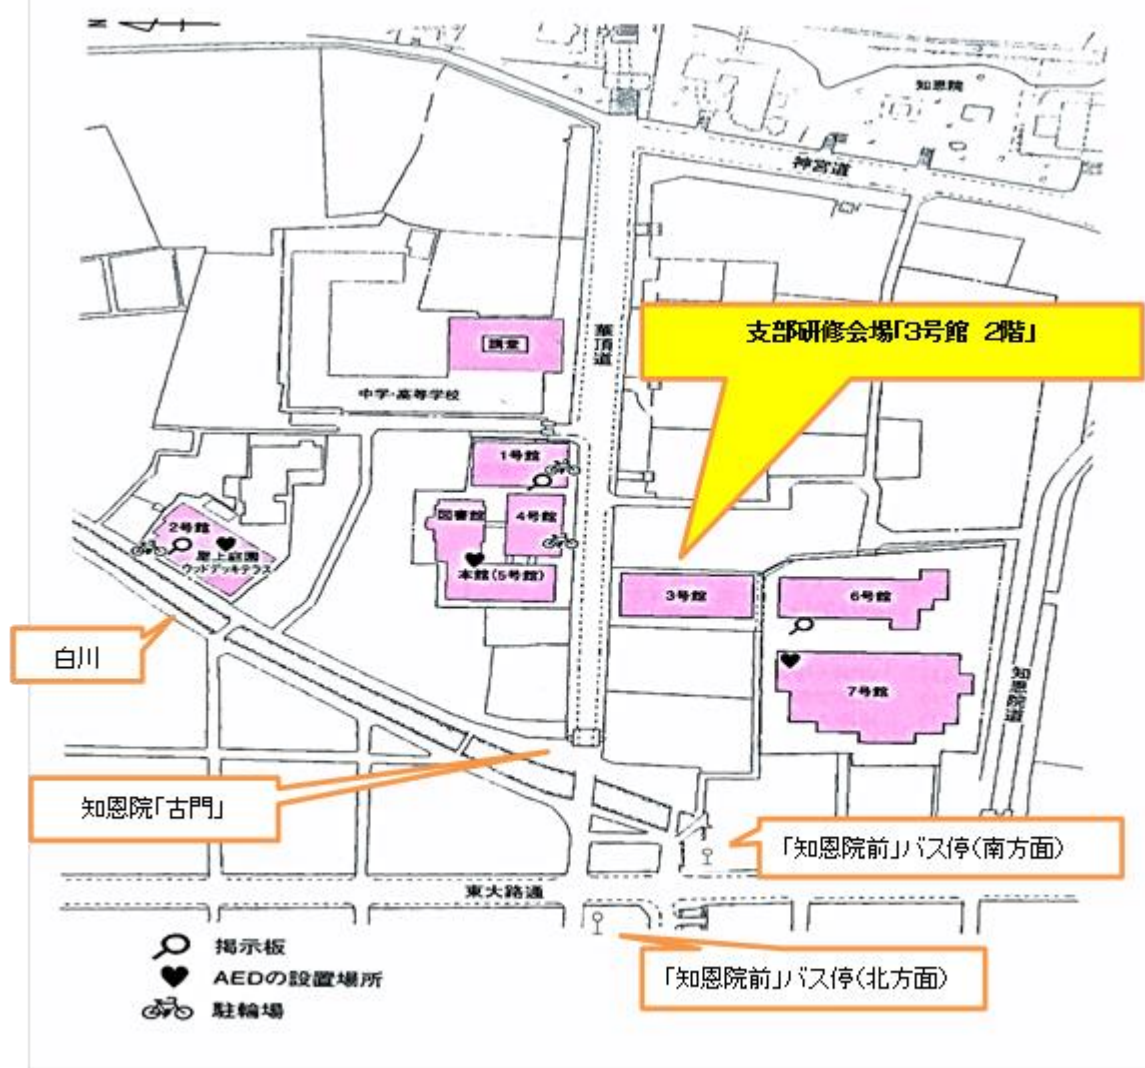 N
知恩院
神宮道
支部研修会場「3号館 2階」
華頂道
講堂
中学・高等学校
1号館
図書館
4号館
2号館
屋上庭園
ウッドデッキテラス
本館(5号館)
3号館
6号館
白川
7号館
知恩院道
知恩院「古門」
「知恩院前」バス停(南方面)
東大路通
掲示板
「知恩院前」バス停(北方面)
AEDの設置場所
駐輪場